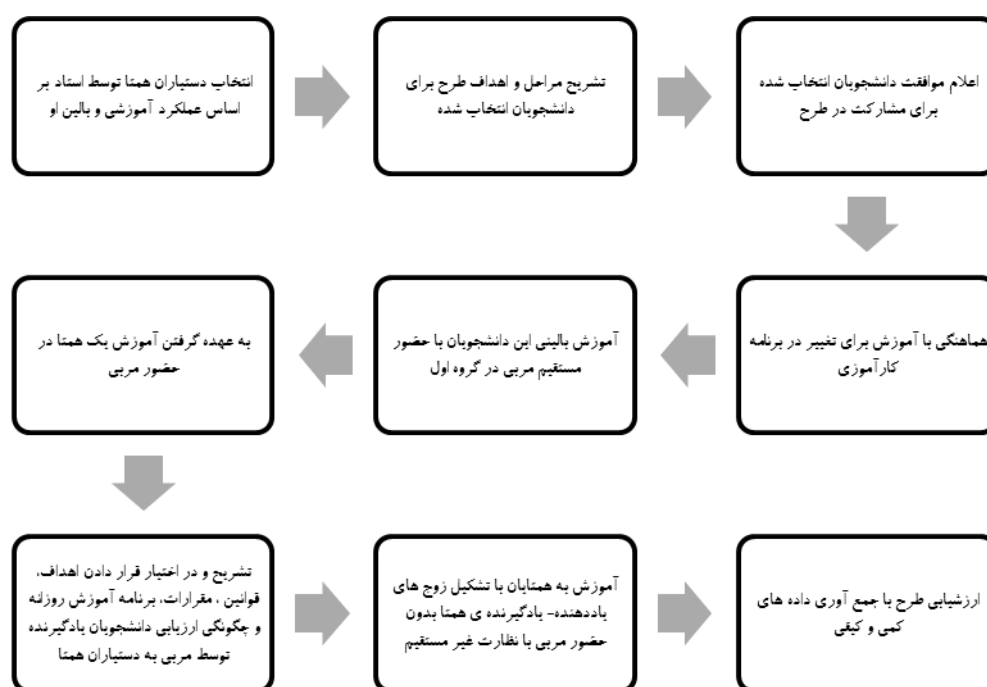 انتخاب دستیاران همتا توسط استاد بر
اساس عملکرد آموزشی و بالین او
تشریح مراحل و اهداف طرح برای
دانشجویان انتخاب شده
اعلام موافقت دانشجویان انتخاب شده
برای مشارکت در طرح
هماهنگی با آموزش برای تغییر در برنامه
کارآموزی
آموزش بالینی این دانشجویان با حضور
مستقیم مربی در گروه اول
به عهده گرفتن آموزش یک همتا در
حضور مربی
تشریح و در اختیار قرار دادن اهداف،
قوانین ، مقرارات، برنامه آموزش روزانه
و چگونگی ارزیابی دانشجویان یادگیرنده
توسط مربی به دستیاران همتا
آموزش به همتایان با تشکیل زوج های
یاددهنده- یادگیرنده ی همتا بدون
حضور مربی با نظارت غیر مستقیم
ارزشیابی طرح با جمع آوری داده های
کمی و کیفی